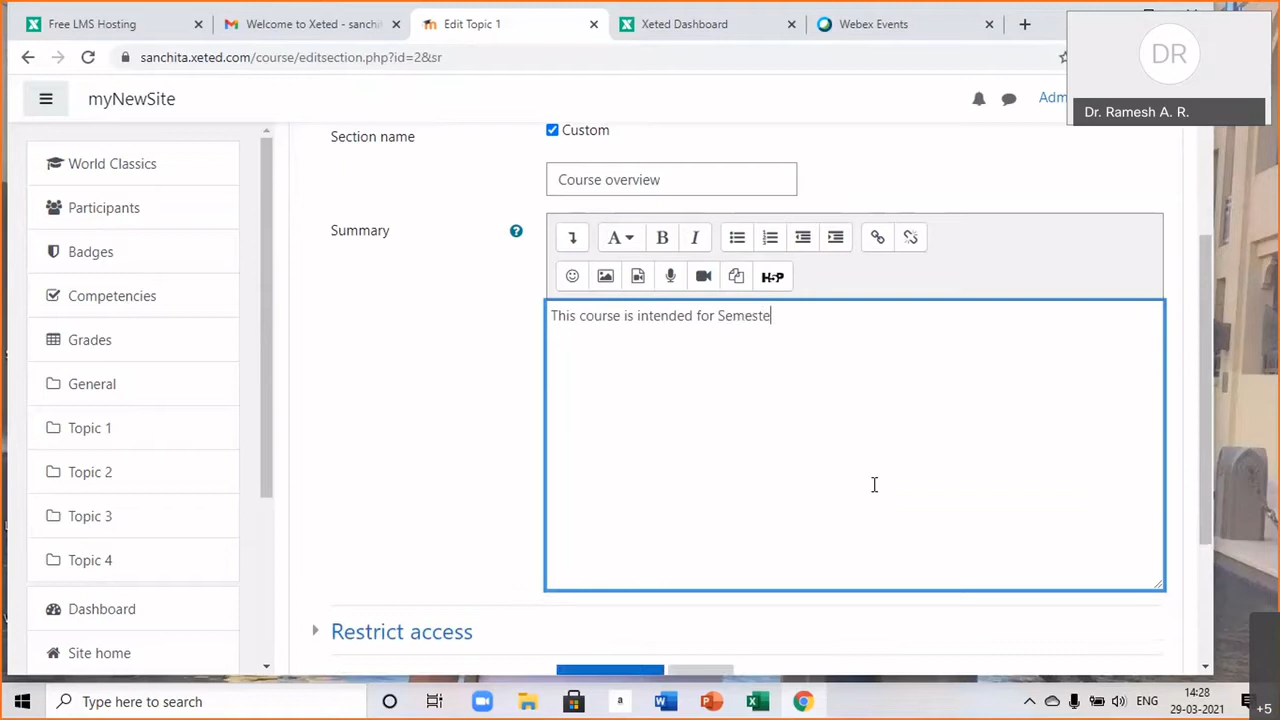 Free LMS Hosting
Welcome to Xeted - sanchit
Edit Topic 1
Xeted Dashboard
Webex Events
sanchita.xeted.com/course/editsection.php?id=2&sr
DR
Dr. Ramesh A. R.
myNewSite
Adm
World Classics
Participants
Badges
Competencies
Grades
General
Topic 1
Topic 2
Topic 3
Topic 4
Dashboard
Site home
Section name
Custom
Course overview
Summary
A
B
I
H5P
This course is intended for Semeste
Restrict access
Type here to search
a
ENG
14:28
29-03-2021
+5